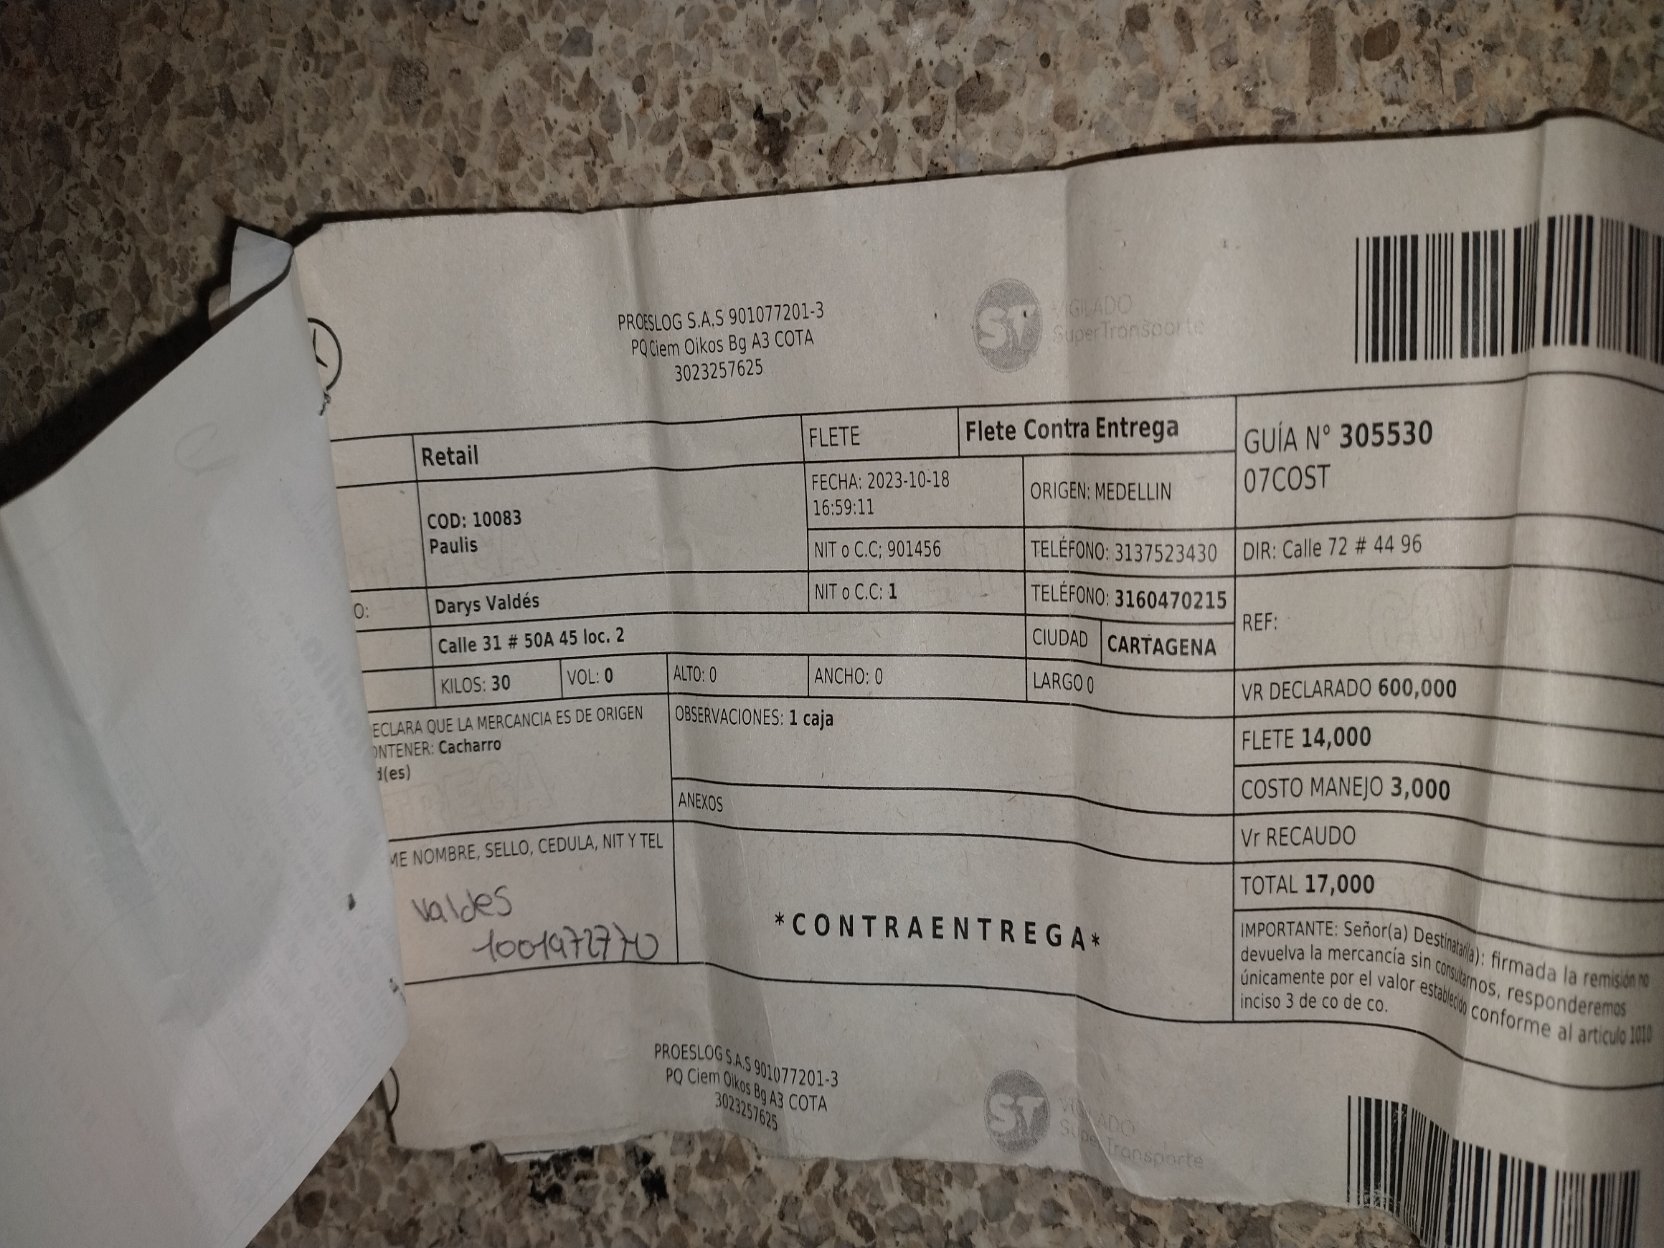 PROESLOG S.A.S 901077201-3
PQ Ciem Oikos Bg A3 COTA
3023257625
ST
VIGILADO
SuperTransporte
Retail
FLETE
Flete Contra Entrega
GUÍA N° 305530
07COST
COD: 10083
Paulis
FECHA: 2023-10-18
16:59:11
ORIGEN: MEDELLIN
NIT o C.C; 901456
TELÉFONO: 3137523430
DIR: Calle 72 # 44 96
O:
Darys Valdés
NIT o C.C: 1
TELÉFONO: 3160470215
REF:
Calle 31 # 50A 45 loc. 2
CIUDAD
CARTAGENA
KILOS: 30
VOL: 0
ALTO: 0
ANCHO: 0
LARGO 0
VR DECLARADO 600,000
ECLARA QUE LA MERCANCIA ES DE ORIGEN
ONTENER: Cacharro
d(es)
OBSERVACIONES: 1 caja
FLETE 14,000
COSTO MANEJO 3,000
ANEXOS
Vr RECAUDO
ME NOMBRE, SELLO, CEDULA, NIT Y TEL
TOTAL 17,000
Valdes
1001972770
*CONTRAENTREGA*
IMPORTANTE: Señor(a) Destinatari(a): firmada la remisión no
devuelva la mercancía sin consultarnos, responderemos
únicamente por el valor establecido conforme al articulo 1010
inciso 3 de co de co.
PROESLOG S.A.S 901077201-3
PQ Ciem Oikos Bg A3 COTA
3023257625
ST
VIGILADO
SuperTransporte